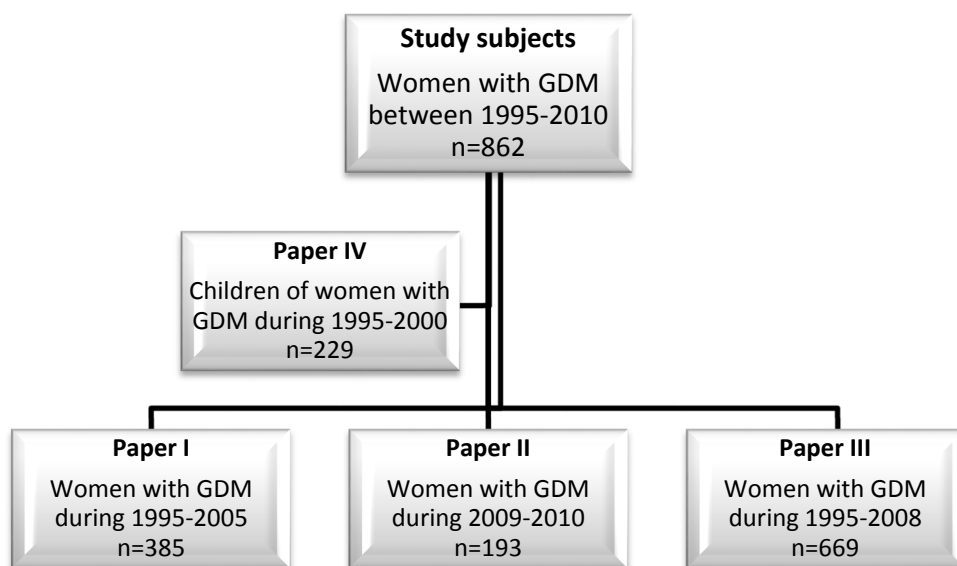 Study subjects
Women with GDM
between 1995-2010
n=862
Paper IV
Children of women with
GDM during 1995-2000
n=229
Paper I
Women with GDM
during 1995-2005
n=385
Paper II
Women with GDM
during 2009-2010
n=193
Paper III
Women with GDM
during 1995-2008
n=669